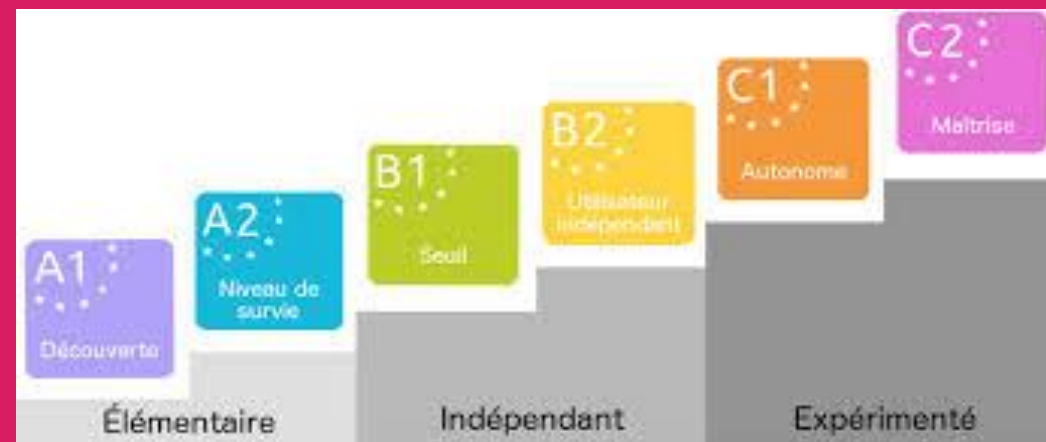 A1
Découverte
A2
Niveau de
survie
B1
Seuil
B2
Utilisateur
indépendant
C1
Autonome
C2
Maîtrise
Élémentaire
Indépendant
Expérimenté